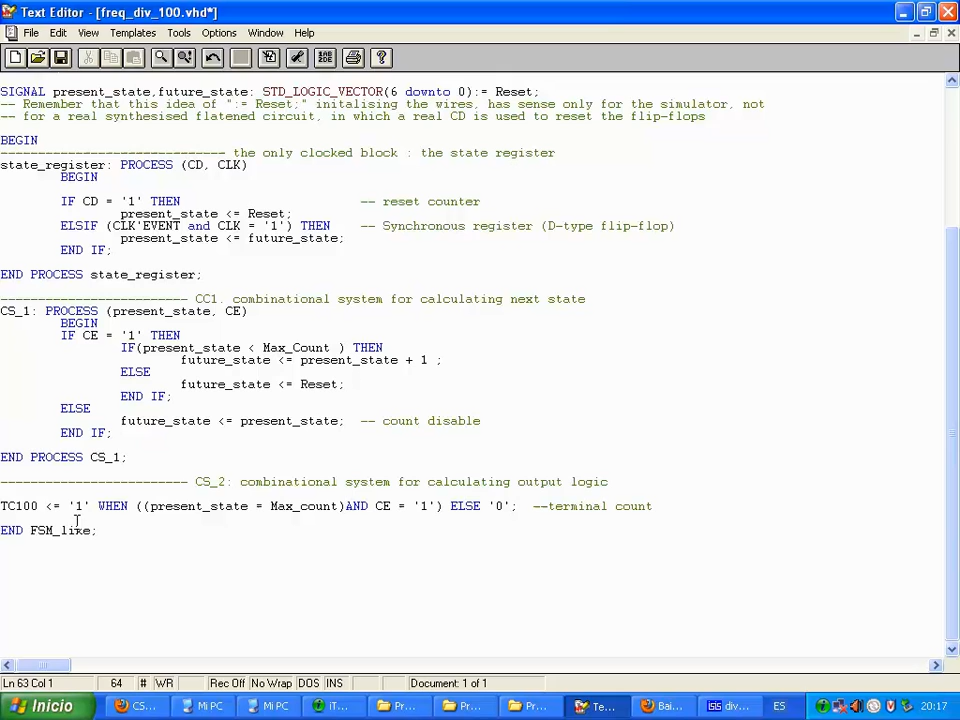 Text Editor - [freq_div_100.vhd*]
File Edit View Templates Tools Options Window Help
SIGNAL present_state,future_state: STD_LOGIC_VECTOR(6 downto 0):= Reset;
-- Remember that this idea of ":= Reset;" initalising the wires, has sense only for the simulator, not
-- for a real synthesised flatened circuit, in which a real CD is used to reset the flip-flops
BEGIN
------------------------------ the only clocked block : the state register
state_register: PROCESS (CD, CLK)
BEGIN
IF CD = '1' THEN -- reset counter
present_state <= Reset;
ELSIF (CLK'EVENT and CLK = '1') THEN -- Synchronous register (D-type flip-flop)
present_state <= future_state;
END IF;
END PROCESS state_register;
------------------------- CC1. combinational system for calculating next state
CS_1: PROCESS (present_state, CE)
BEGIN
IF CE = '1' THEN
IF(present_state < Max_Count ) THEN
future_state <= present_state + 1 ;
ELSE
future_state <= Reset;
END IF;
ELSE
future_state <= present_state; -- count disable
END IF;
END PROCESS CS_1;
------------------------- CS_2: combinational system for calculating output logic
TC100 <= '1' WHEN ((present_state = Max_count)AND CE = '1') ELSE '0'; --terminal count
END FSM_like;
Ln 63 Col 1 64 # WR Rec Off No Wrap DOS INS Document: 1 of 1
Inicio CS... Mi PC Mi PC iT... Pr... Pr... Pr... Te... Bai... div... ES 20:17